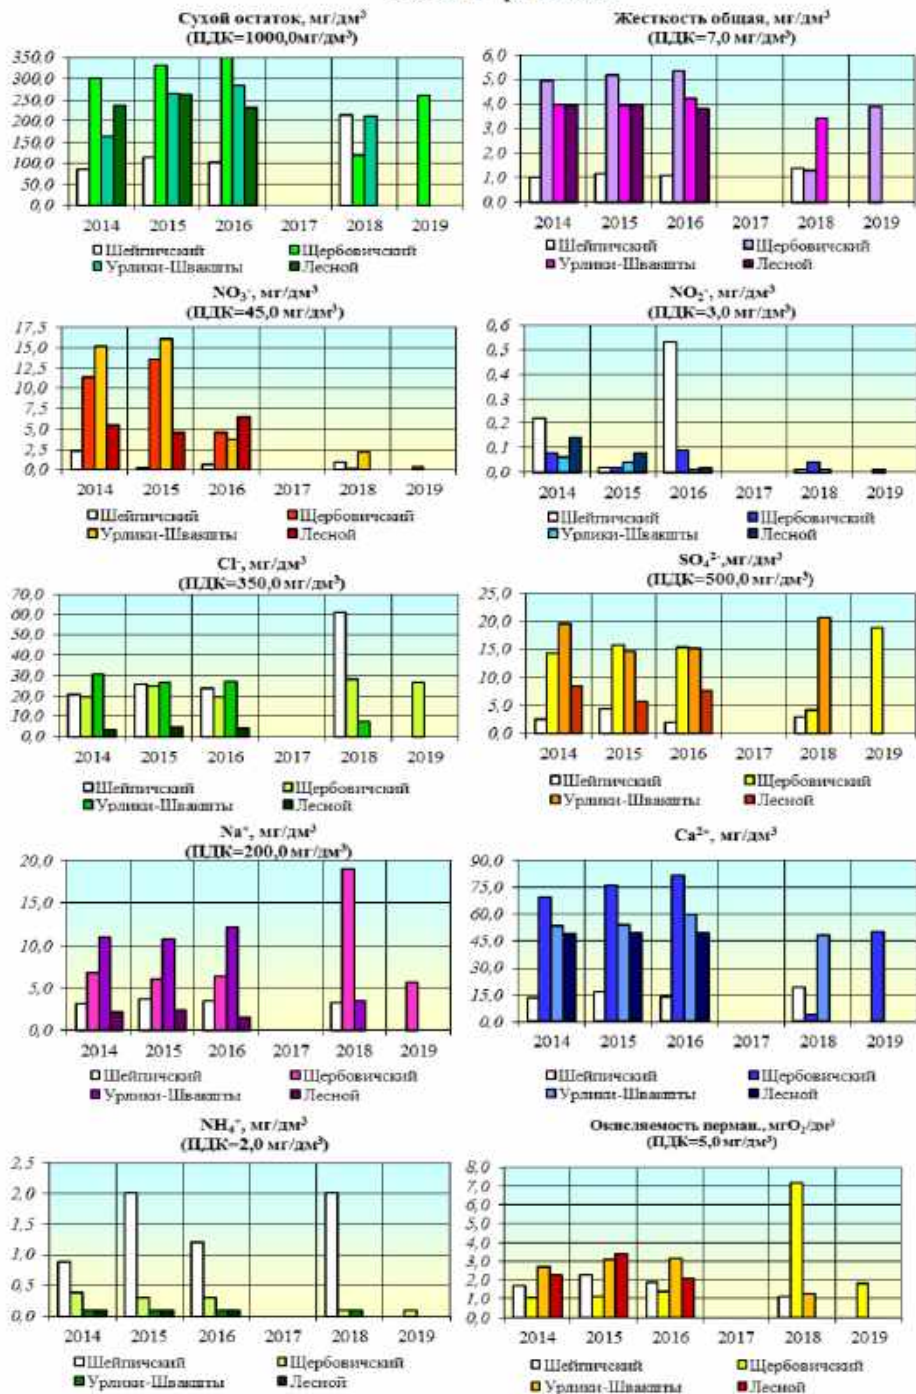 Сухой остаток, мг/дм³
(ПДК=1000,0мг/дм³)
350,0
300,0
250,0
200,0
150,0
100,0
50,0
0,0
2014 2015 2016 2017 2018 2019
Шейпичский Щербовичский
Урлики-Швакшты Лесной
Жесткость общая, мг/дм³
(ПДК=7,0 мг/дм³)
6,0
5,0
4,0
3,0
2,0
1,0
0,0
2014 2015 2016 2017 2018 2019
Шейпичский Щербовичский
Урлики-Швакшты Лесной
NO₃⁻, мг/дм³
(ПДК=45,0 мг/дм³)
17,5
15,0
12,5
10,0
7,5
5,0
2,5
0,0
2014 2015 2016 2017 2018 2019
Шейпичский Щербовичский
Урлики-Швакшты Лесной
NO₂⁻, мг/дм³
(ПДК=3,0 мг/дм³)
0,6
0,5
0,4
0,3
0,2
0,1
0,0
2014 2015 2016 2017 2018 2019
Шейпичский Щербовичский
Урлики-Швакшты Лесной
Cl⁻, мг/дм³
(ПДК=350,0 мг/дм³)
70,0
60,0
50,0
40,0
30,0
20,0
10,0
0,0
2014 2015 2016 2017 2018 2019
Шейпичский Щербовичский
Урлики-Швакшты Лесной
SO₄²⁻,мг/дм³
(ПДК=500,0 мг/дм³)
25,0
20,0
15,0
10,0
5,0
0,0
2014 2015 2016 2017 2018 2019
Шейпичский Щербовичский
Урлики-Швакшты Лесной
Na⁺, мг/дм³
(ПДК=200,0 мг/дм³)
20,0
15,0
10,0
5,0
0,0
2014 2015 2016 2017 2018 2019
Шейпичский Щербовичский
Урлики-Швакшты Лесной
Ca²⁺, мг/дм³
90,0
75,0
60,0
45,0
30,0
15,0
0,0
2014 2015 2016 2017 2018 2019
Шейпичский Щербовичский
Урлики-Швакшты Лесной
NH₄⁺, мг/дм³
(ПДК=2,0 мг/дм³)
2,5
2,0
1,5
1,0
0,5
0,0
2014 2015 2016 2017 2018 2019
Шейпичский Щербовичский
Урлики-Швакшты Лесной
Окисляемость перман., мгO₂/дм³
(ПДК=5,0мг/дм³)
8,0
7,0
6,0
5,0
4,0
3,0
2,0
1,0
0,0
2014 2015 2016 2017 2018 2019
Шейпичский Щербовичский
Урлики-Швакшты Лесной